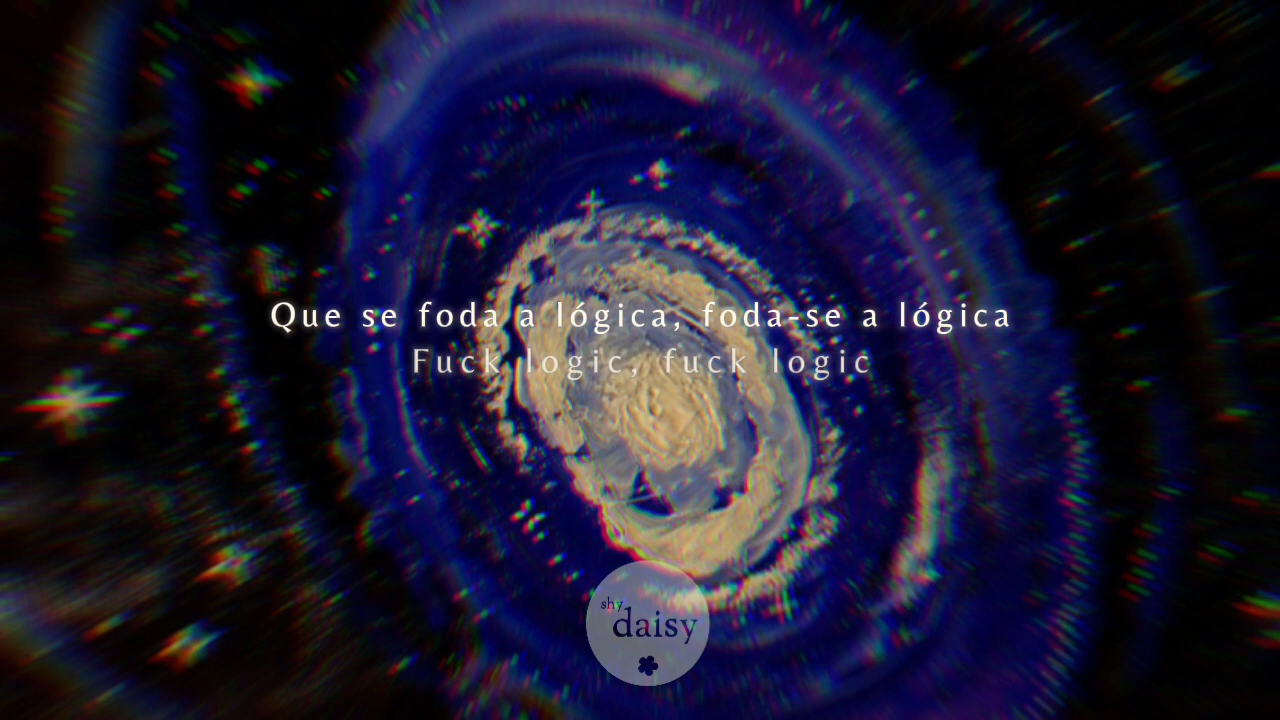 Que se foda a lógica, foda-se a lógica
Fuck logic, fuck logic
shy
daisy